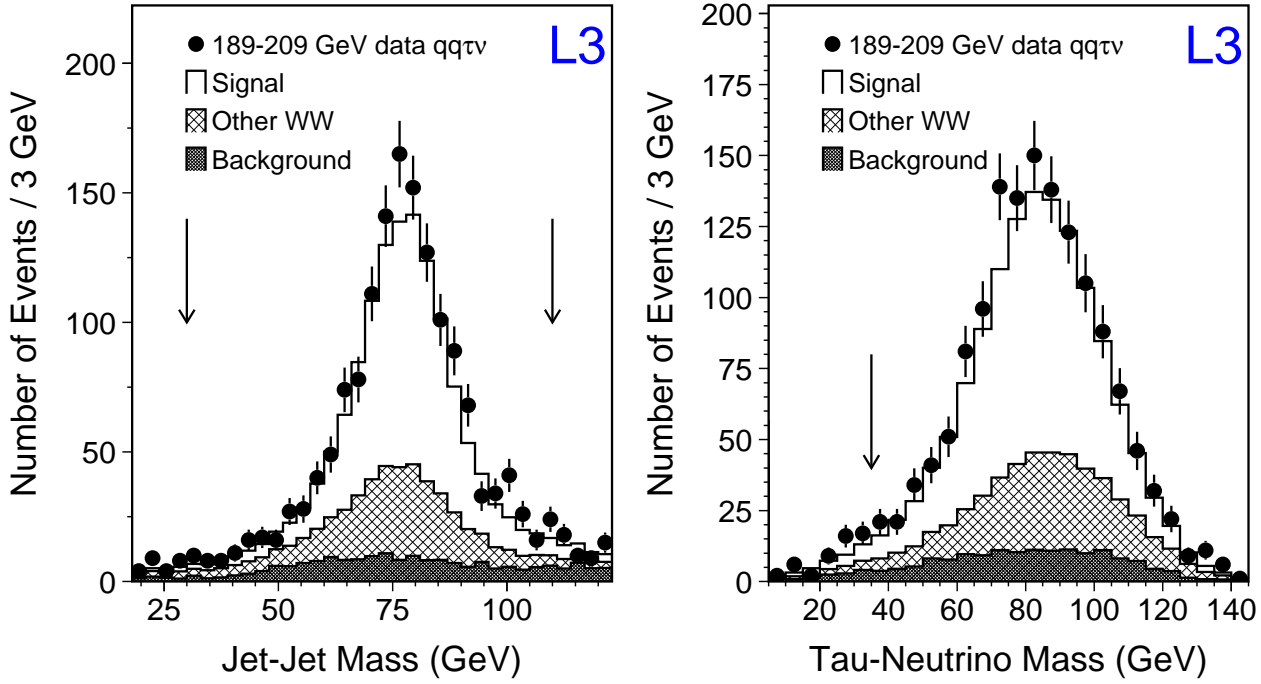 Number of Events / 3 GeV
200
150
100
50
0
189-209 GeV data qqτν
Signal
Other WW
Background
L3
25
50
75
100
Jet-Jet Mass (GeV)
Number of Events / 3 GeV
200
175
150
125
100
75
50
25
0
189-209 GeV data qqτν
Signal
Other WW
Background
L3
20
40
60
80
100
120
140
Tau-Neutrino Mass (GeV)